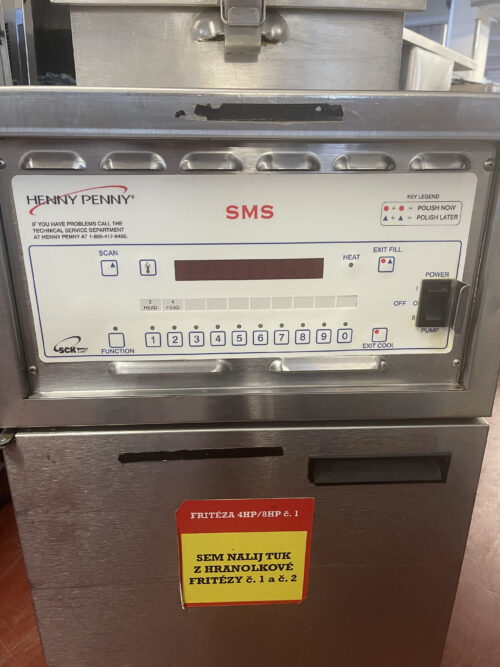 HENNY PENNY®
IF YOU HAVE PROBLEMS CALL THE
TECHNICAL SERVICE DEPARTMENT
AT HENNY PENNY AT 1-800-417-8405.
SMS
KEY LEGEND
+ = POLISH NOW
+ = POLISH LATER
SCAN
HEAT
EXIT FILL
POWER
I
OFF O
II
PUMP
2 HEAD 4 HEAD
FUNCTION
1 2 3 4 5 6 7 8 9 0
EXIT COOL
SCK
FRITÉZA 4HP/8HP č. 1
SEM NALIJ TUK
Z HRANOLKOVÉ
FRITÉZY č. 1 a č. 2